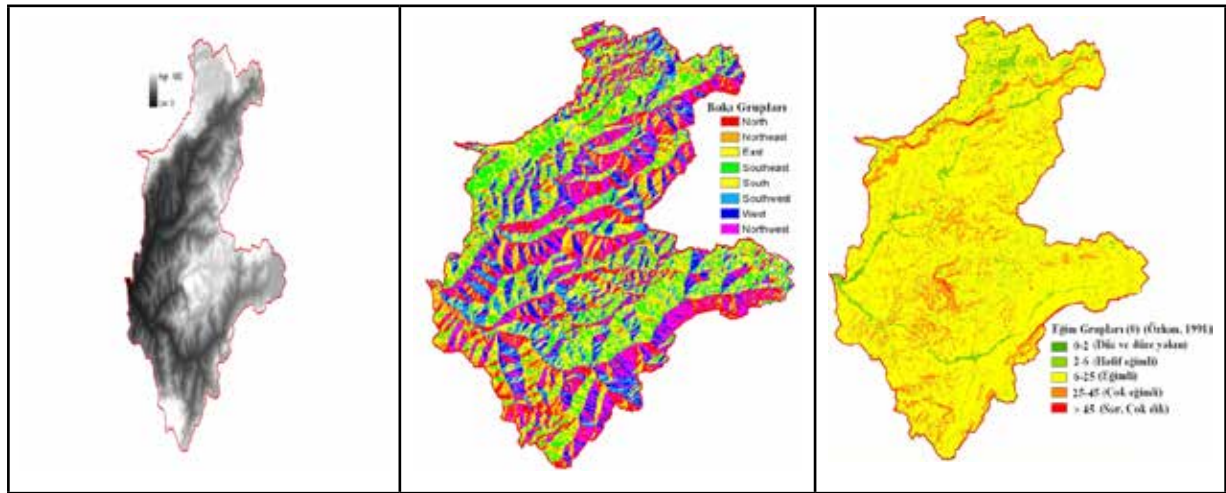 Bakı Grupları
North
Northeast
East
Southeast
South
Southwest
West
Northwest
Eğim Grupları (Özhan, 1991)
0-2 (Düz ve düze yakın)
2-6 (Hafif eğimli)
6-25 (Eğimli)
25-45 (Çok eğimli)
> 45 (Sarp, Çok dik)